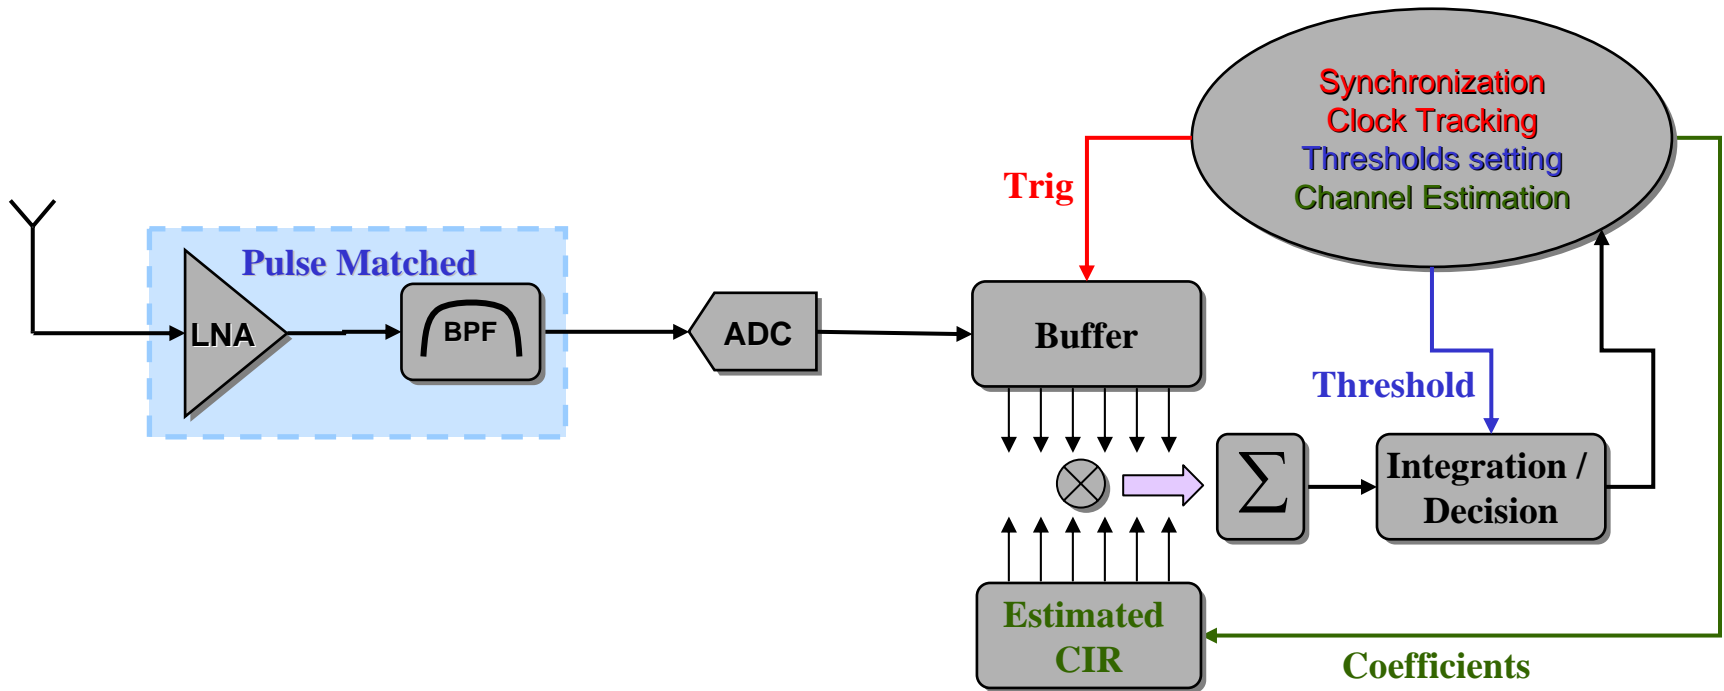 Synchronization
Clock Tracking
Thresholds setting
Channel Estimation
Trig
Pulse Matched
LNA
BPF
ADC
Buffer
Threshold
∑
Integration /
Decision
Estimated
CIR
Coefficients